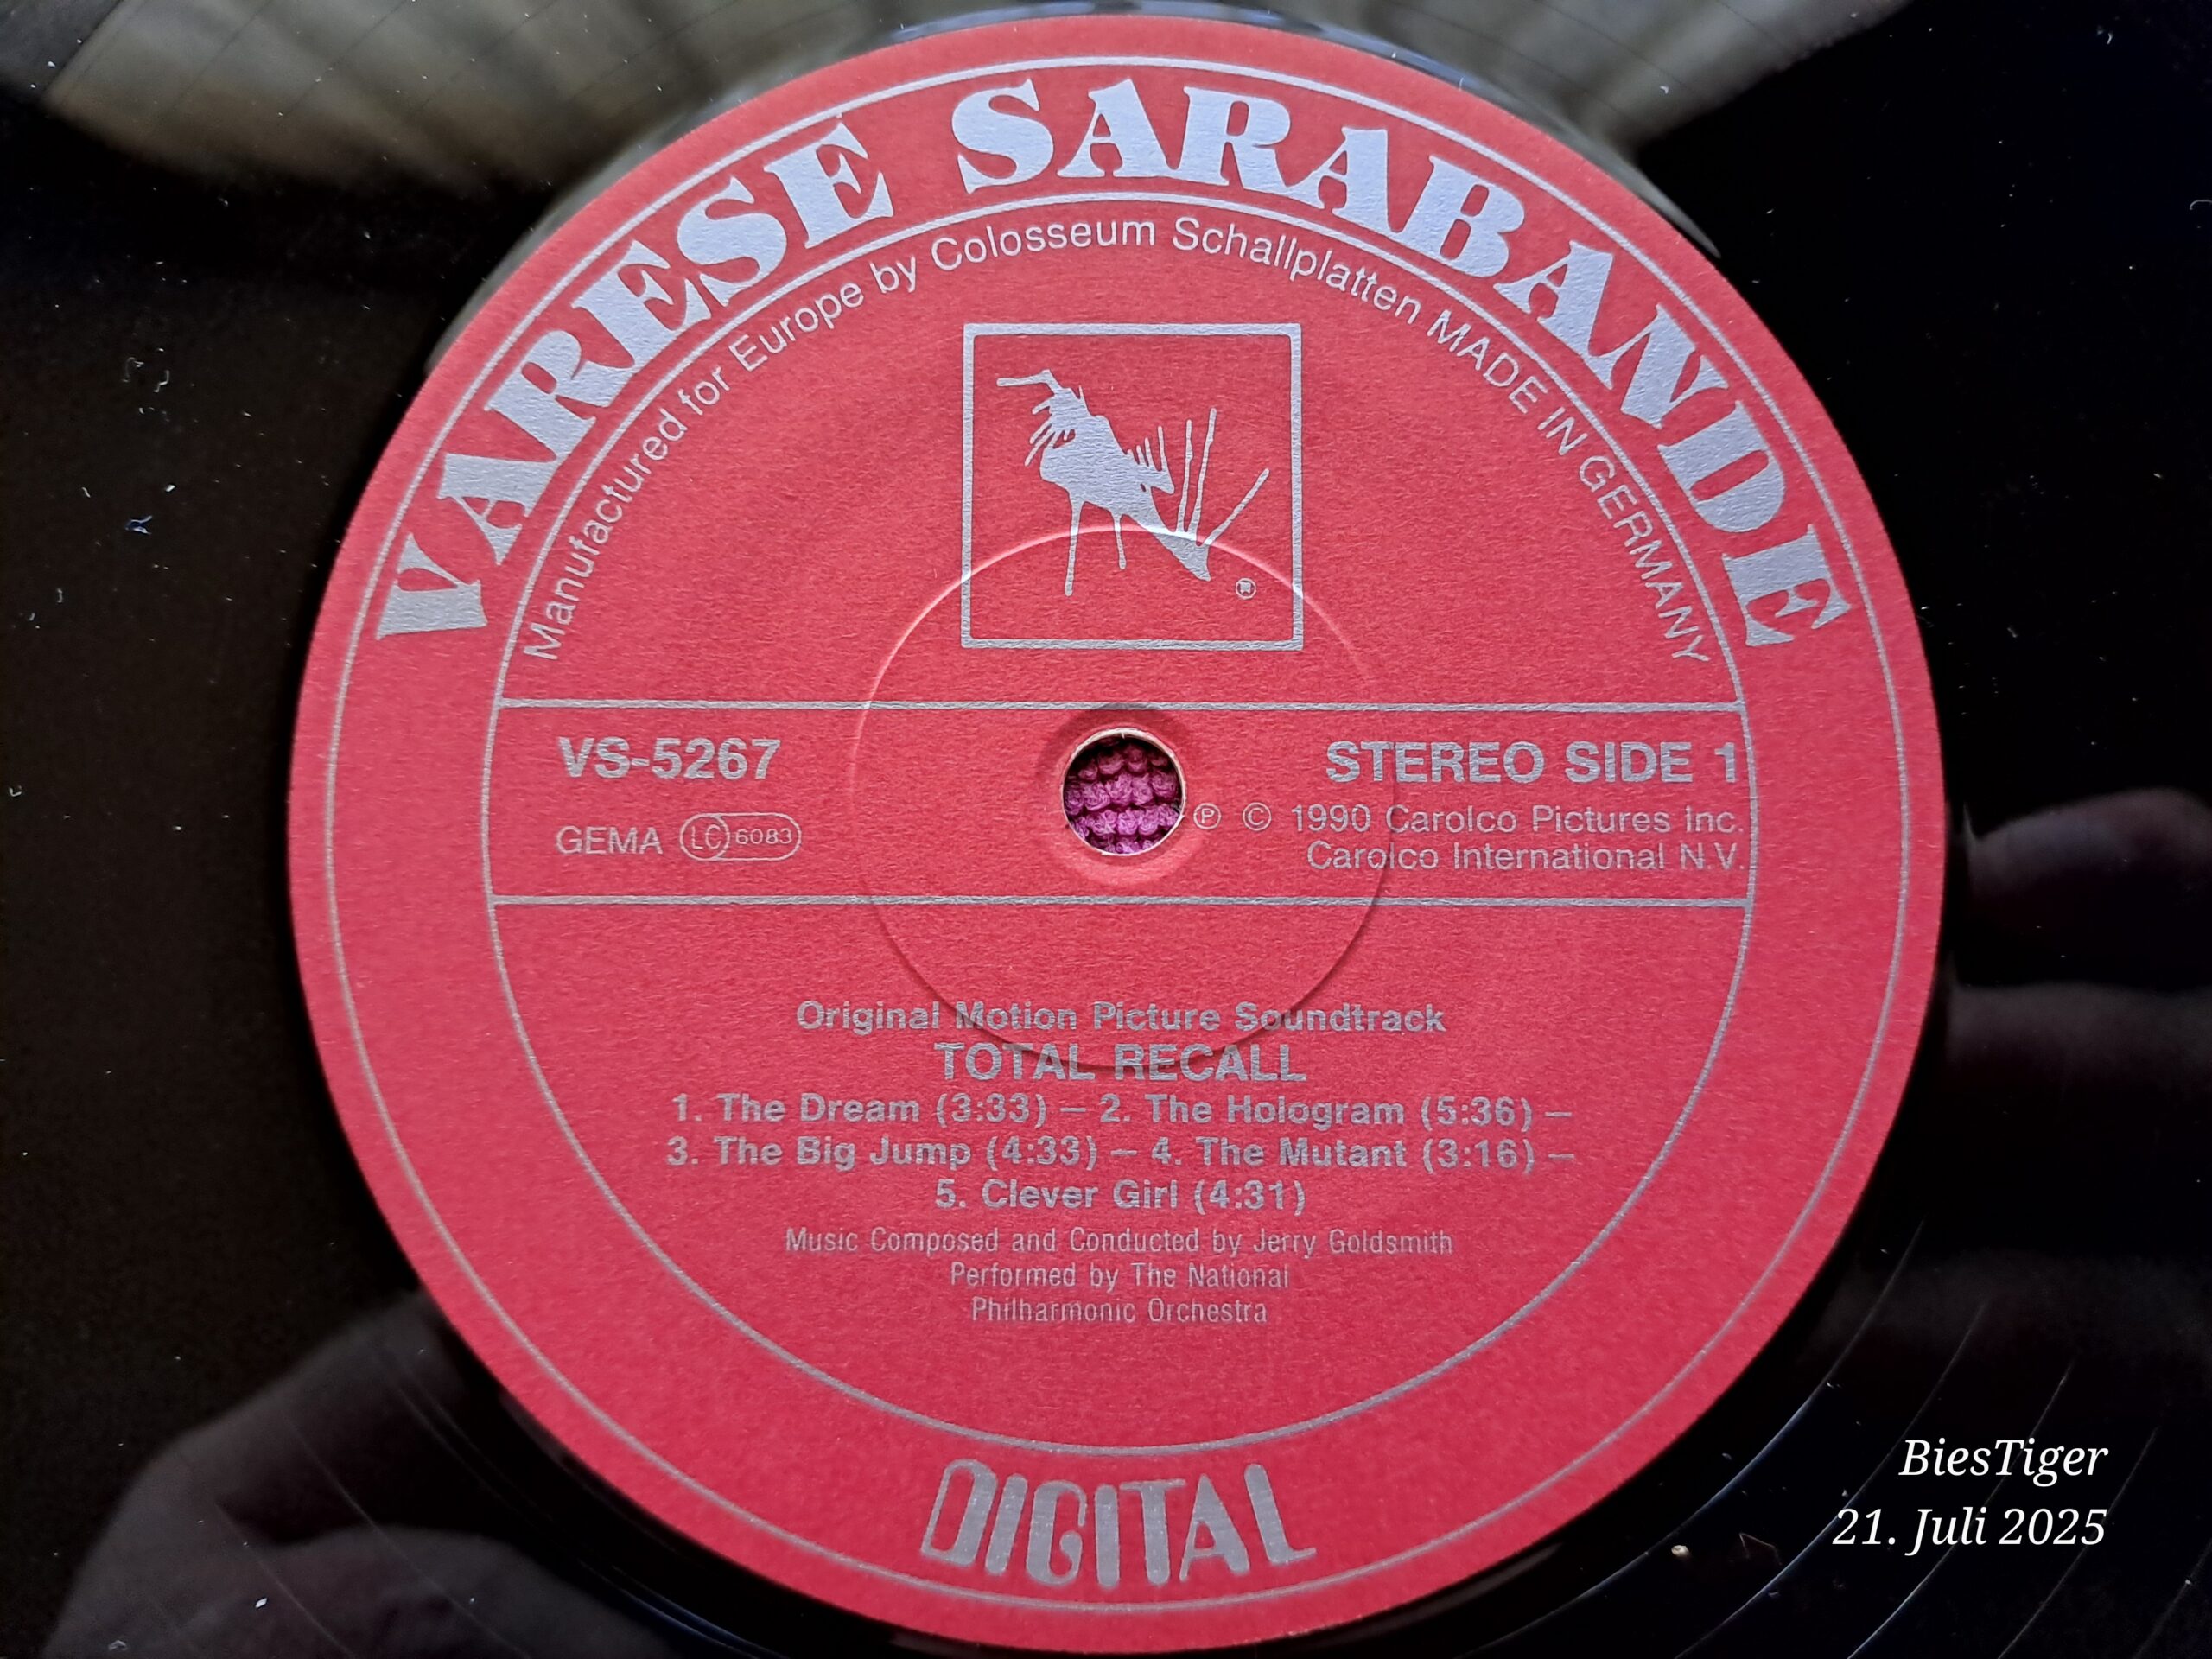 VARESE SARABANDE
Manufactured for Europe by Colosseum Schallplatten MADE IN GERMANY
®
VS-5267
STEREO SIDE 1
GEMA LC 6083
℗ © 1990 Carolco Pictures Inc.
Carolco International N.V.
Original Motion Picture Soundtrack
TOTAL RECALL
1. The Dream (3:33) – 2. The Hologram (5:36) –
3. The Big Jump (4:33) – 4. The Mutant (3:16) –
5. Clever Girl (4:31)
Music Composed and Conducted by Jerry Goldsmith
Performed by The National
Philharmonic Orchestra
DIGITAL
BiesTiger
21. Juli 2025